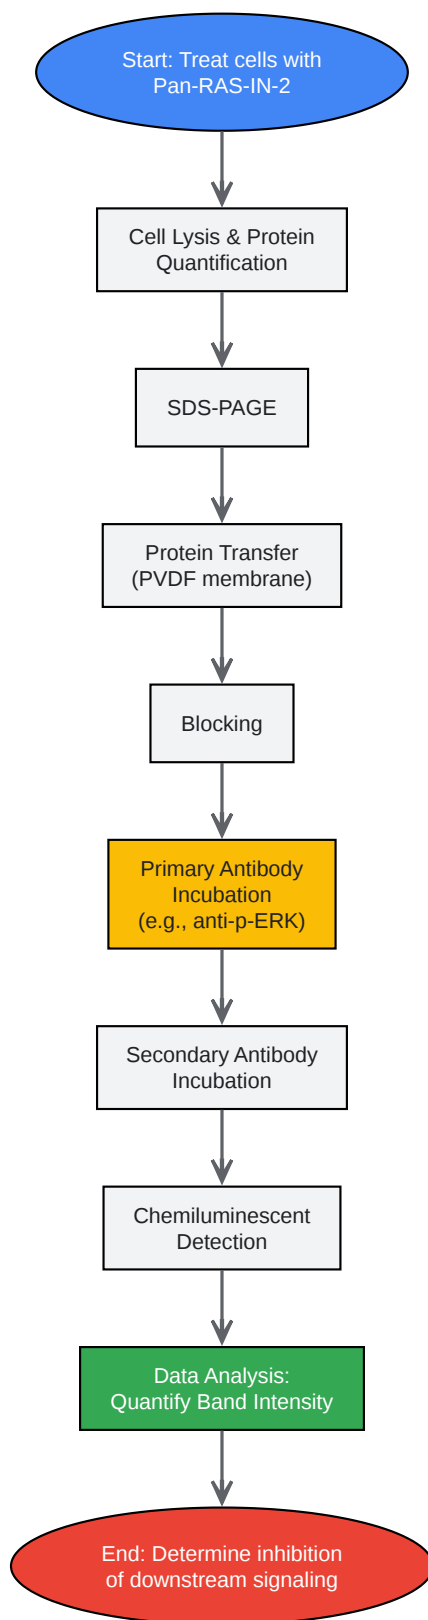 Start: Treat cells with
Pan-RAS-IN-2
Cell Lysis & Protein
Quantification
SDS-PAGE
Protein Transfer
(PVDF membrane)
Blocking
Primary Antibody
Incubation
(e.g., anti-p-ERK)
Secondary Antibody
Incubation
Chemiluminescent
Detection
Data Analysis:
Quantify Band Intensity
End: Determine inhibition
of downstream signaling